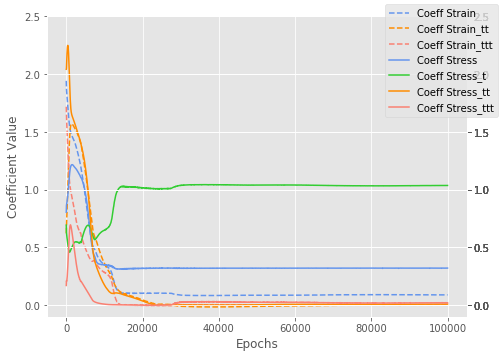 Coeff Strain
Coeff Strain_tt
Coeff Strain_ttt
Coeff Stress
Coeff Stress_t
Coeff Stress_tt
Coeff Stress_ttt
2.5
2.5
2.0
2.0
1.5
1.5
1.0
1.0
0.5
0.5
0.0
0.0
Coefficient Value
0 20000 40000 60000 80000 100000
Epochs